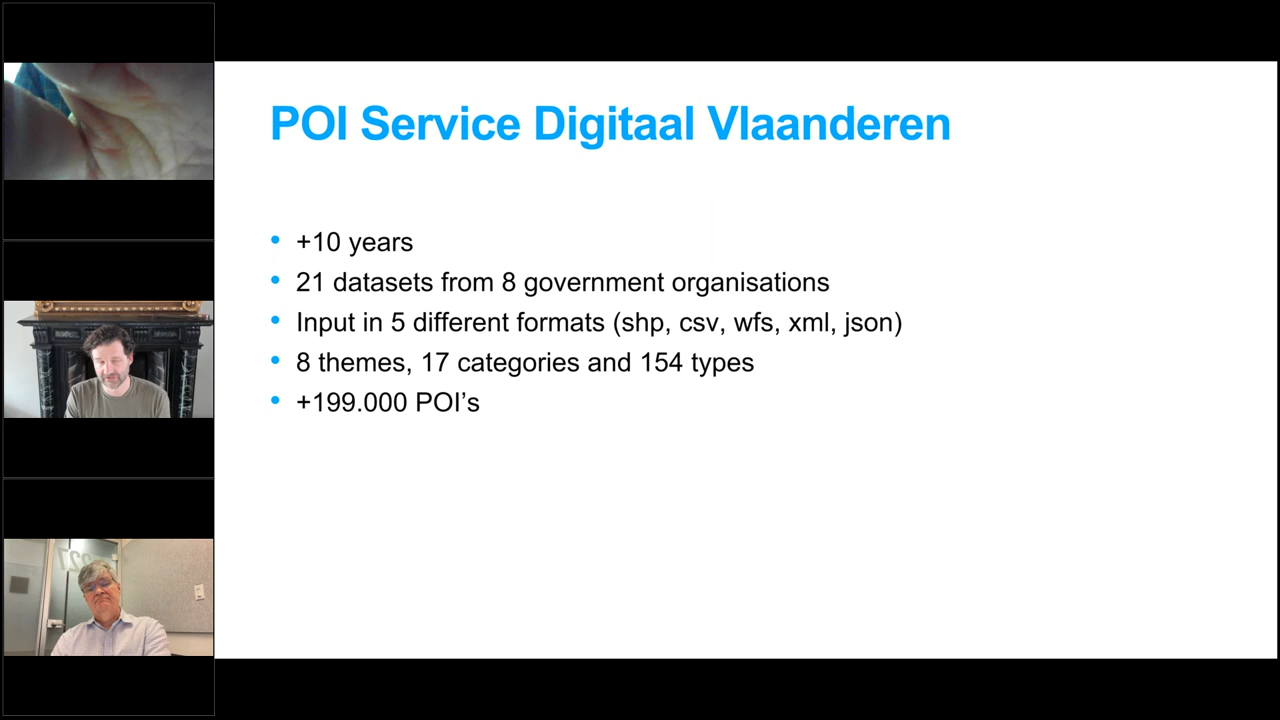 POI Service Digitaal Vlaanderen
• +10 years
• 21 datasets from 8 government organisations
• Input in 5 different formats (shp, csv, wfs, xml, json)
• 8 themes, 17 categories and 154 types
• +199.000 POI’s